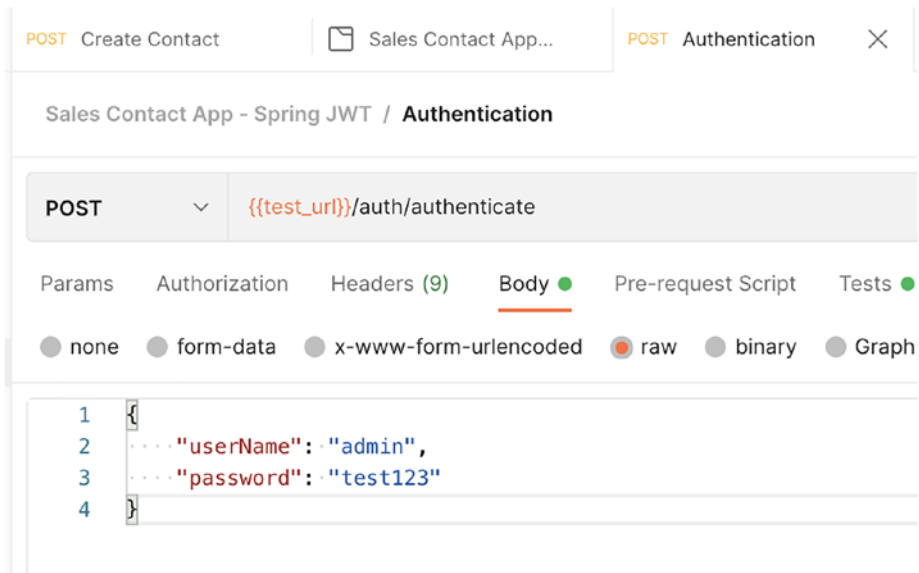 POST Create Contact Sales Contact App... POST Authentication
Sales Contact App - Spring JWT / Authentication
POST {{test_url}}/auth/authenticate
Params Authorization Headers (9) Body Pre-request Script Tests
none form-data x-www-form-urlencoded raw binary Graph
1 {
2 "userName": "admin",
3 "password": "test123"
4 }